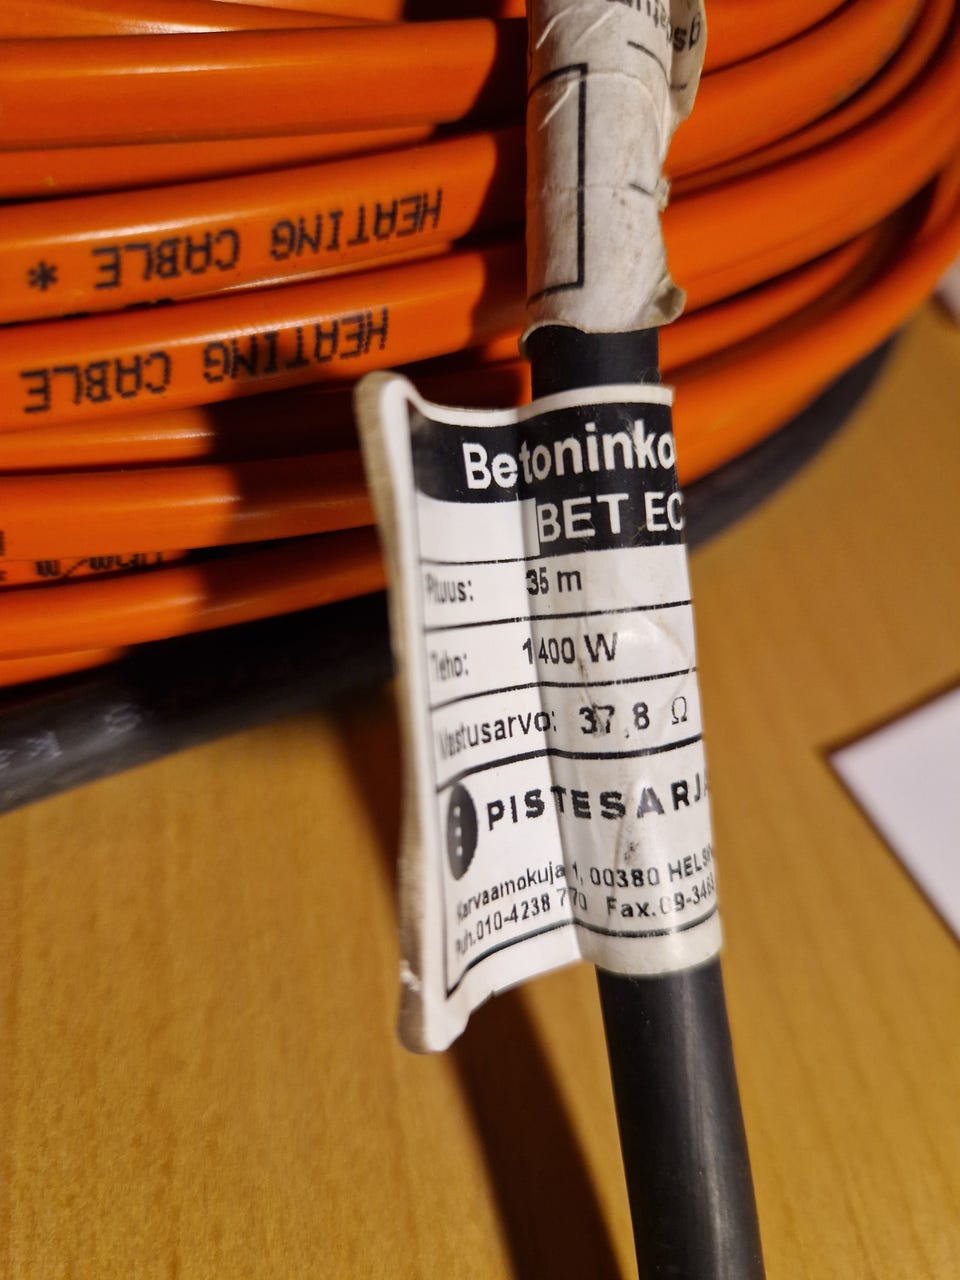 HEATING CABLE *
HEATING CABLE
Betoninko
BET EC
Pituus: 35 m
Teho: 1400 W
Vastusarvo: 37,8 Ω
PISTESARJA
Karvaamokuja 1, 00380 HELSI
Puh.010-4238 770 Fax.09-348